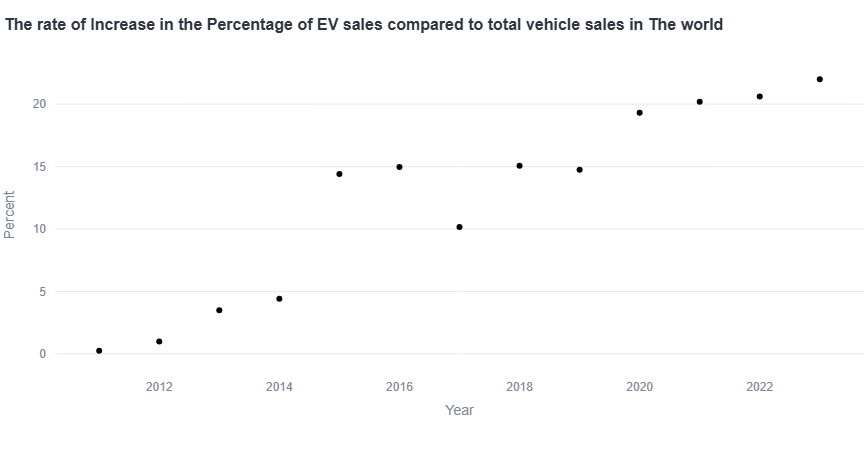 The rate of Increase in the Percentage of EV sales compared to total vehicle sales in The world
20
15
10
5
0
Percent
2012 2014 2016 2018 2020 2022
Year